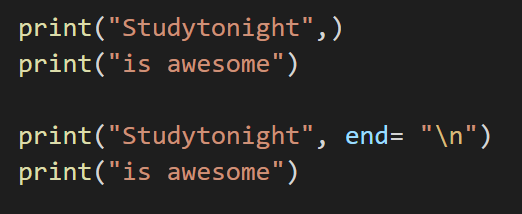 print("Studytonight",)
print("is awesome")
print("Studytonight", end= "\n")
print("is awesome")